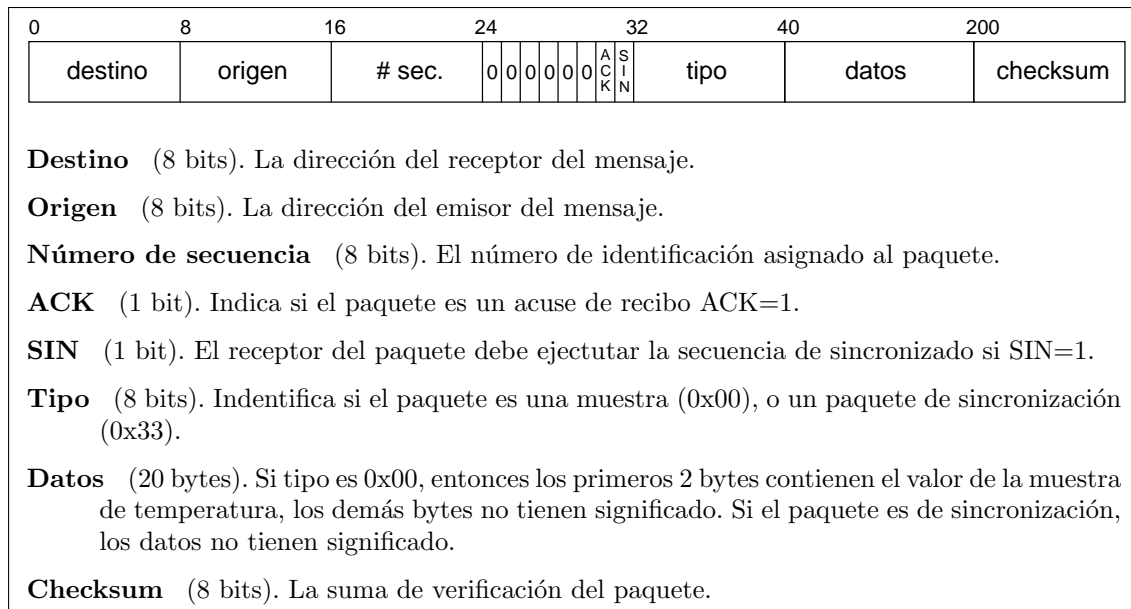 0 8 16 24 32 40 200
destino origen # sec. 0 0 0 0 0 0 ACK SIN tipo datos checksum
Destino (8 bits). La dirección del receptor del mensaje.
Origen (8 bits). La dirección del emisor del mensaje.
Número de secuencia (8 bits). El número de identificación asignado al paquete.
ACK (1 bit). Indica si el paquete es un acuse de recibo ACK=1.
SIN (1 bit). El receptor del paquete debe ejectutar la secuencia de sincronizado si SIN=1.
Tipo (8 bits). Indentifica si el paquete es una muestra (0x00), o un paquete de sincronización
(0x33).
Datos (20 bytes). Si tipo es 0x00, entonces los primeros 2 bytes contienen el valor de la muestra
de temperatura, los demás bytes no tienen significado. Si el paquete es de sincronización,
los datos no tienen significado.
Checksum (8 bits). La suma de verificación del paquete.